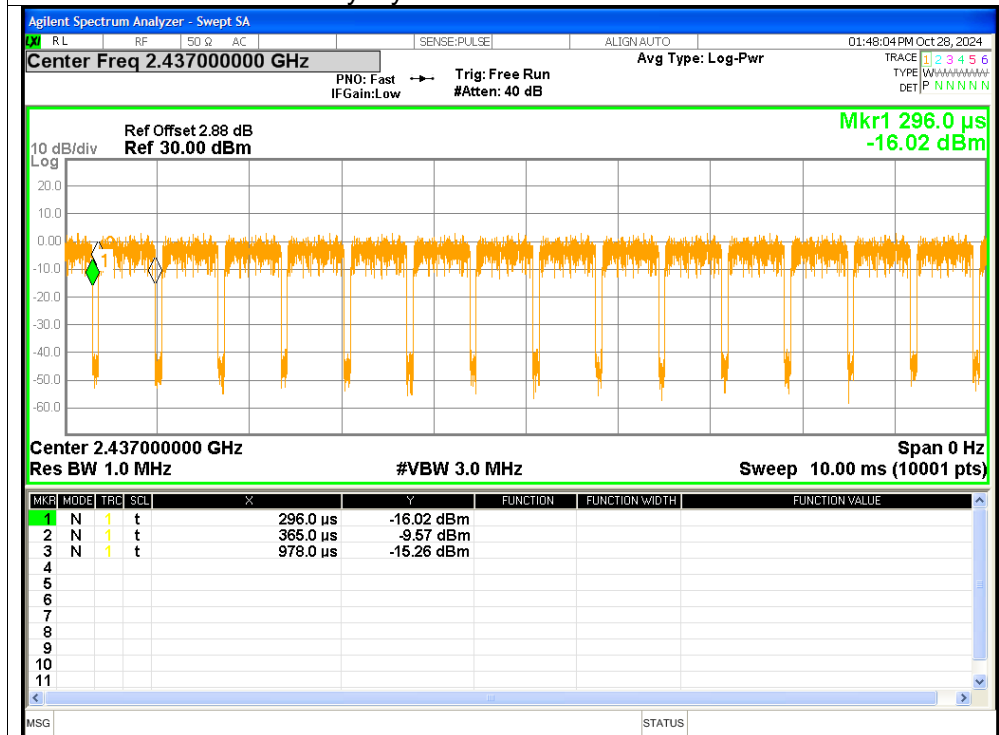 Agilent Spectrum Analyzer - Swept SA
LXI RL RF 50 Ω AC SENSE:PULSE ALIGN AUTO 01:48:04 PM Oct 28, 2024
Center Freq 2.437000000 GHz
PNO: Fast
IFGain:Low
Trig: Free Run
#Atten: 40 dB
Avg Type: Log-Pwr
TRACE 1 2 3 4 5 6
TYPE W
DET P N N N N N
Mkr1 296.0 µs
-16.02 dBm
Ref Offset 2.88 dB
10 dB/div Ref 30.00 dBm
Log
20.0
10.0
0.00
-10.0
-20.0
-30.0
-40.0
-50.0
-60.0
1
Center 2.437000000 GHz Span 0 Hz
Res BW 1.0 MHz #VBW 3.0 MHz Sweep 10.00 ms (10001 pts)
MKR MODE TRC SCL X Y FUNCTION FUNCTION WIDTH FUNCTION VALUE
1 N 1 t 296.0 µs -16.02 dBm
2 N 1 t 365.0 µs -9.57 dBm
3 N 1 t 978.0 µs -15.26 dBm
4
5
6
7
8
9
10
11
MSG STATUS